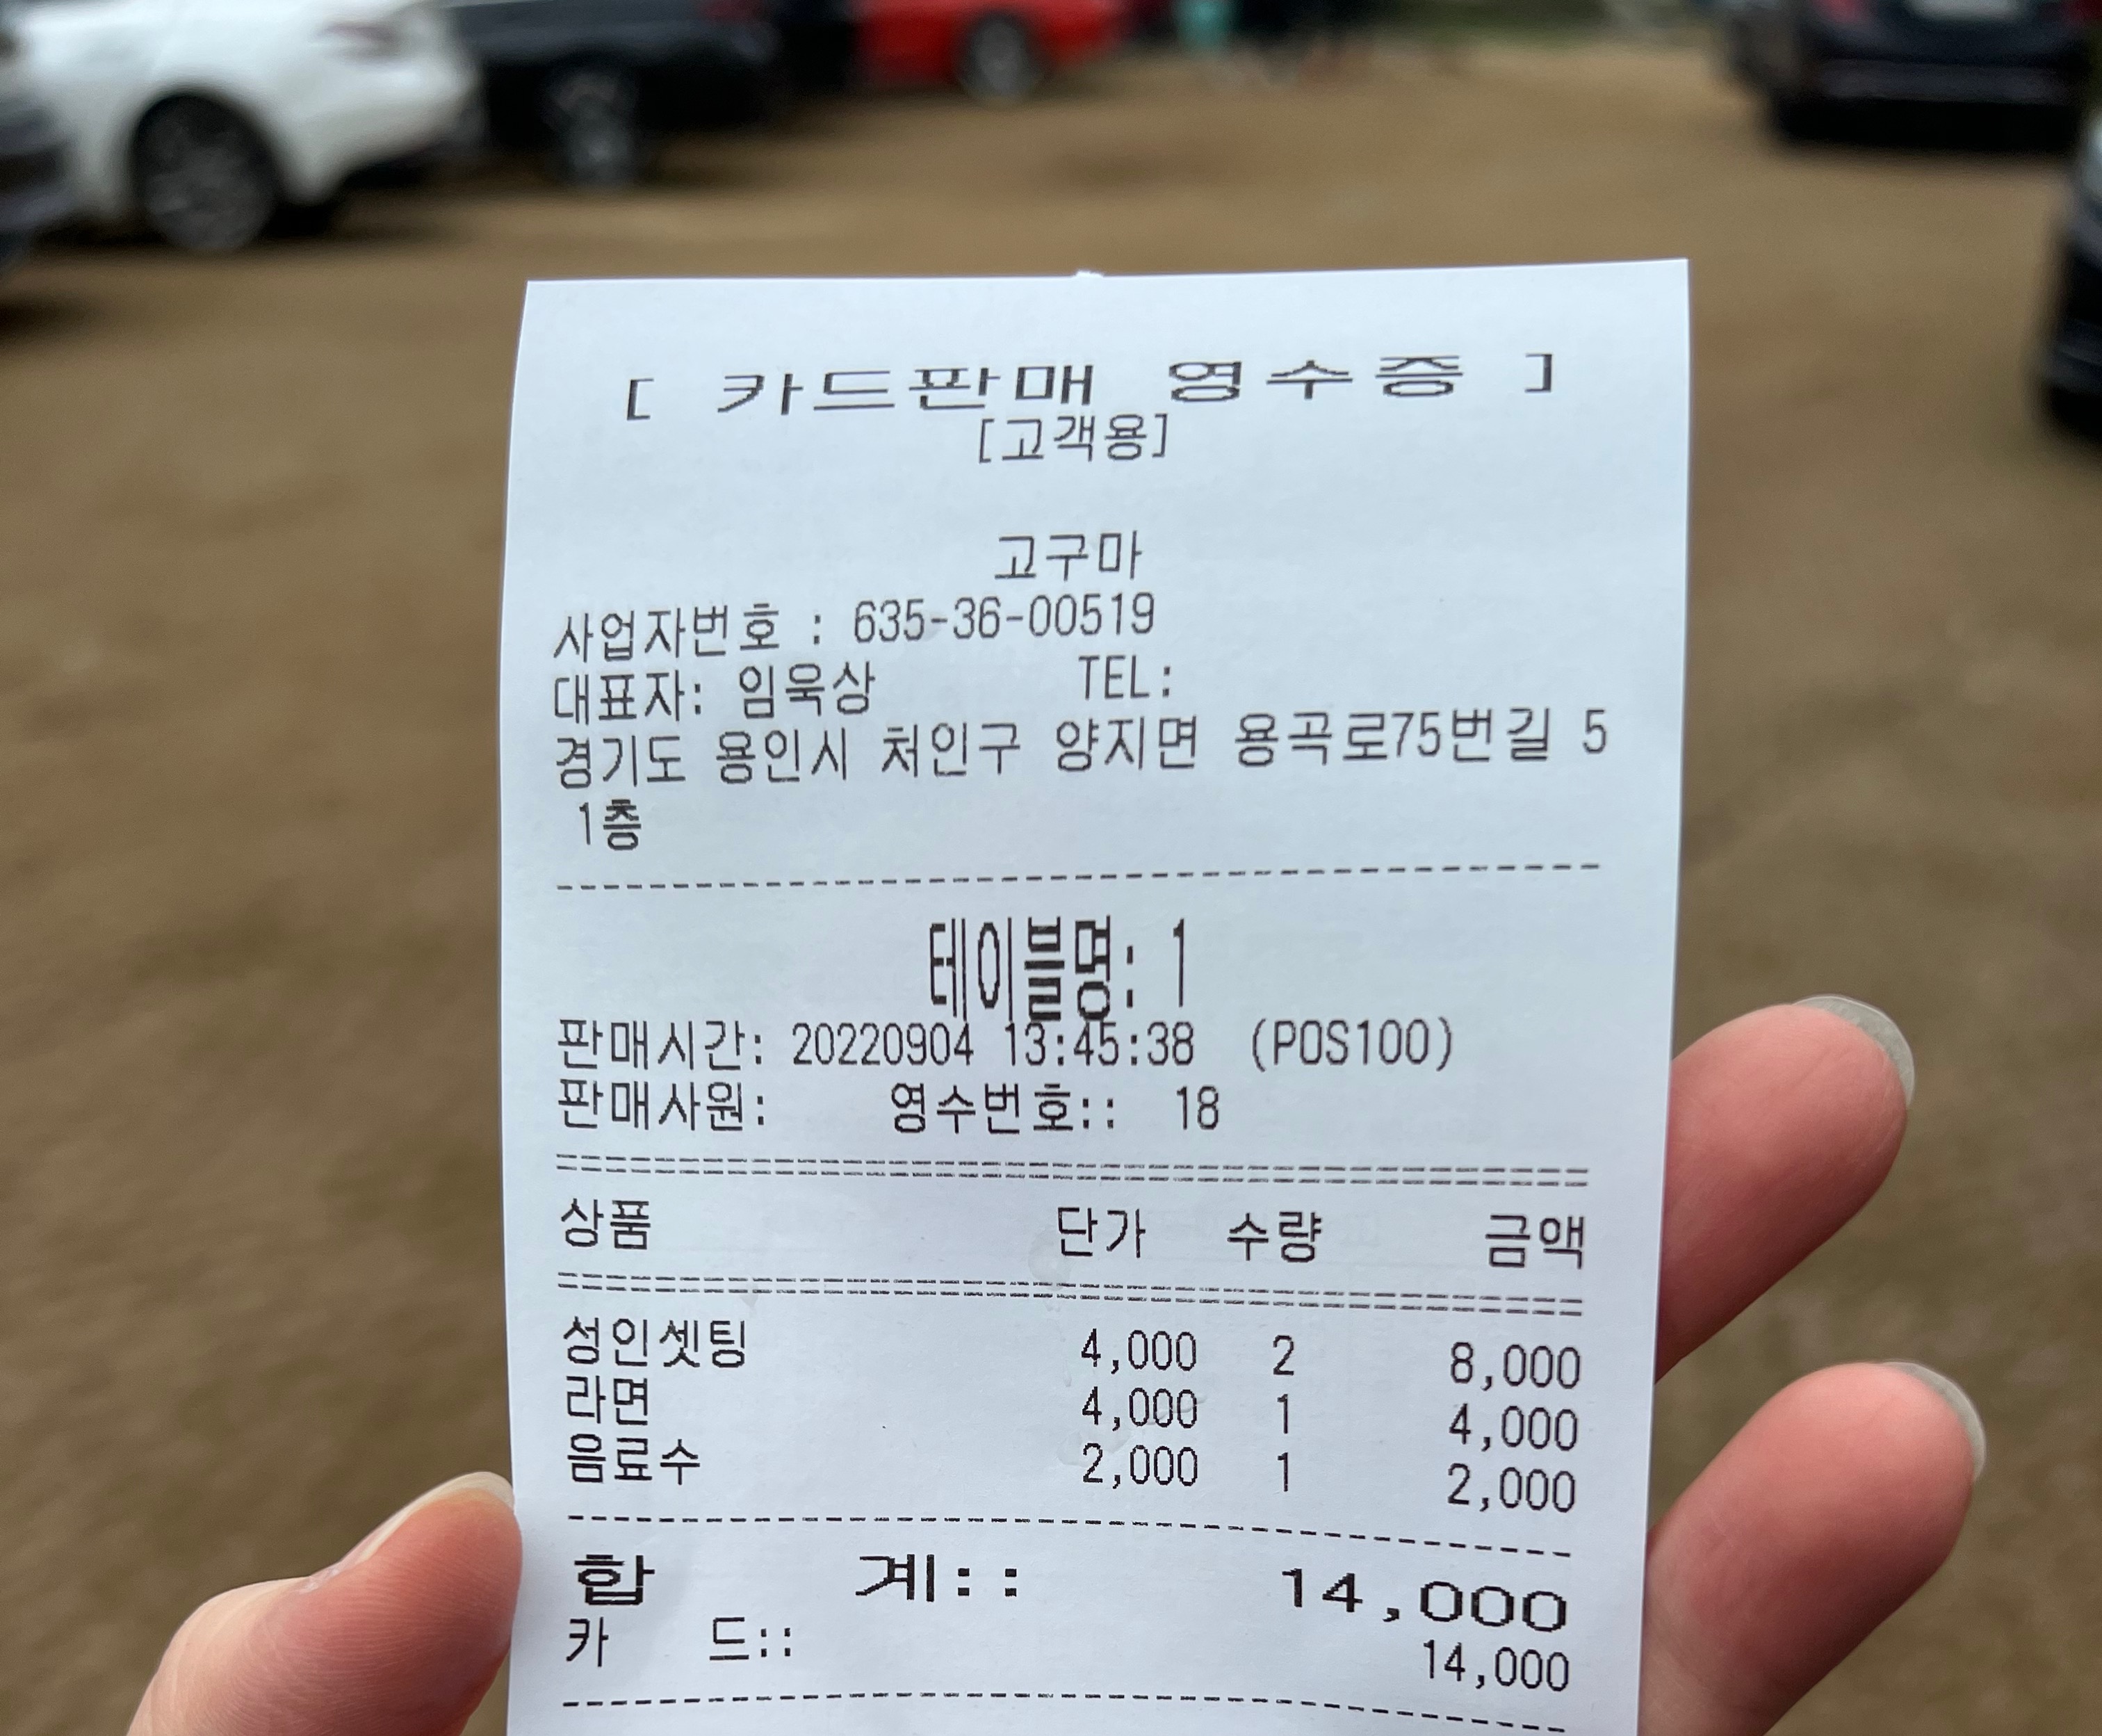 [ 카드판매 영수증 ]
[고객용]
고구마
사업자번호 : 635-36-00519
대표자: 임욱상 TEL:
경기도 용인시 처인구 양지면 용곡로75번길 5
1층
테이블명: 1
판매시간: 20220904 13:45:38 (POS100)
판매사원: 영수번호:: 18
상품 단가 수량 금액
성인셋팅 4,000 2 8,000
라면 4,000 1 4,000
음료수 2,000 1 2,000
합 계:: 14,000
카 드:: 14,000